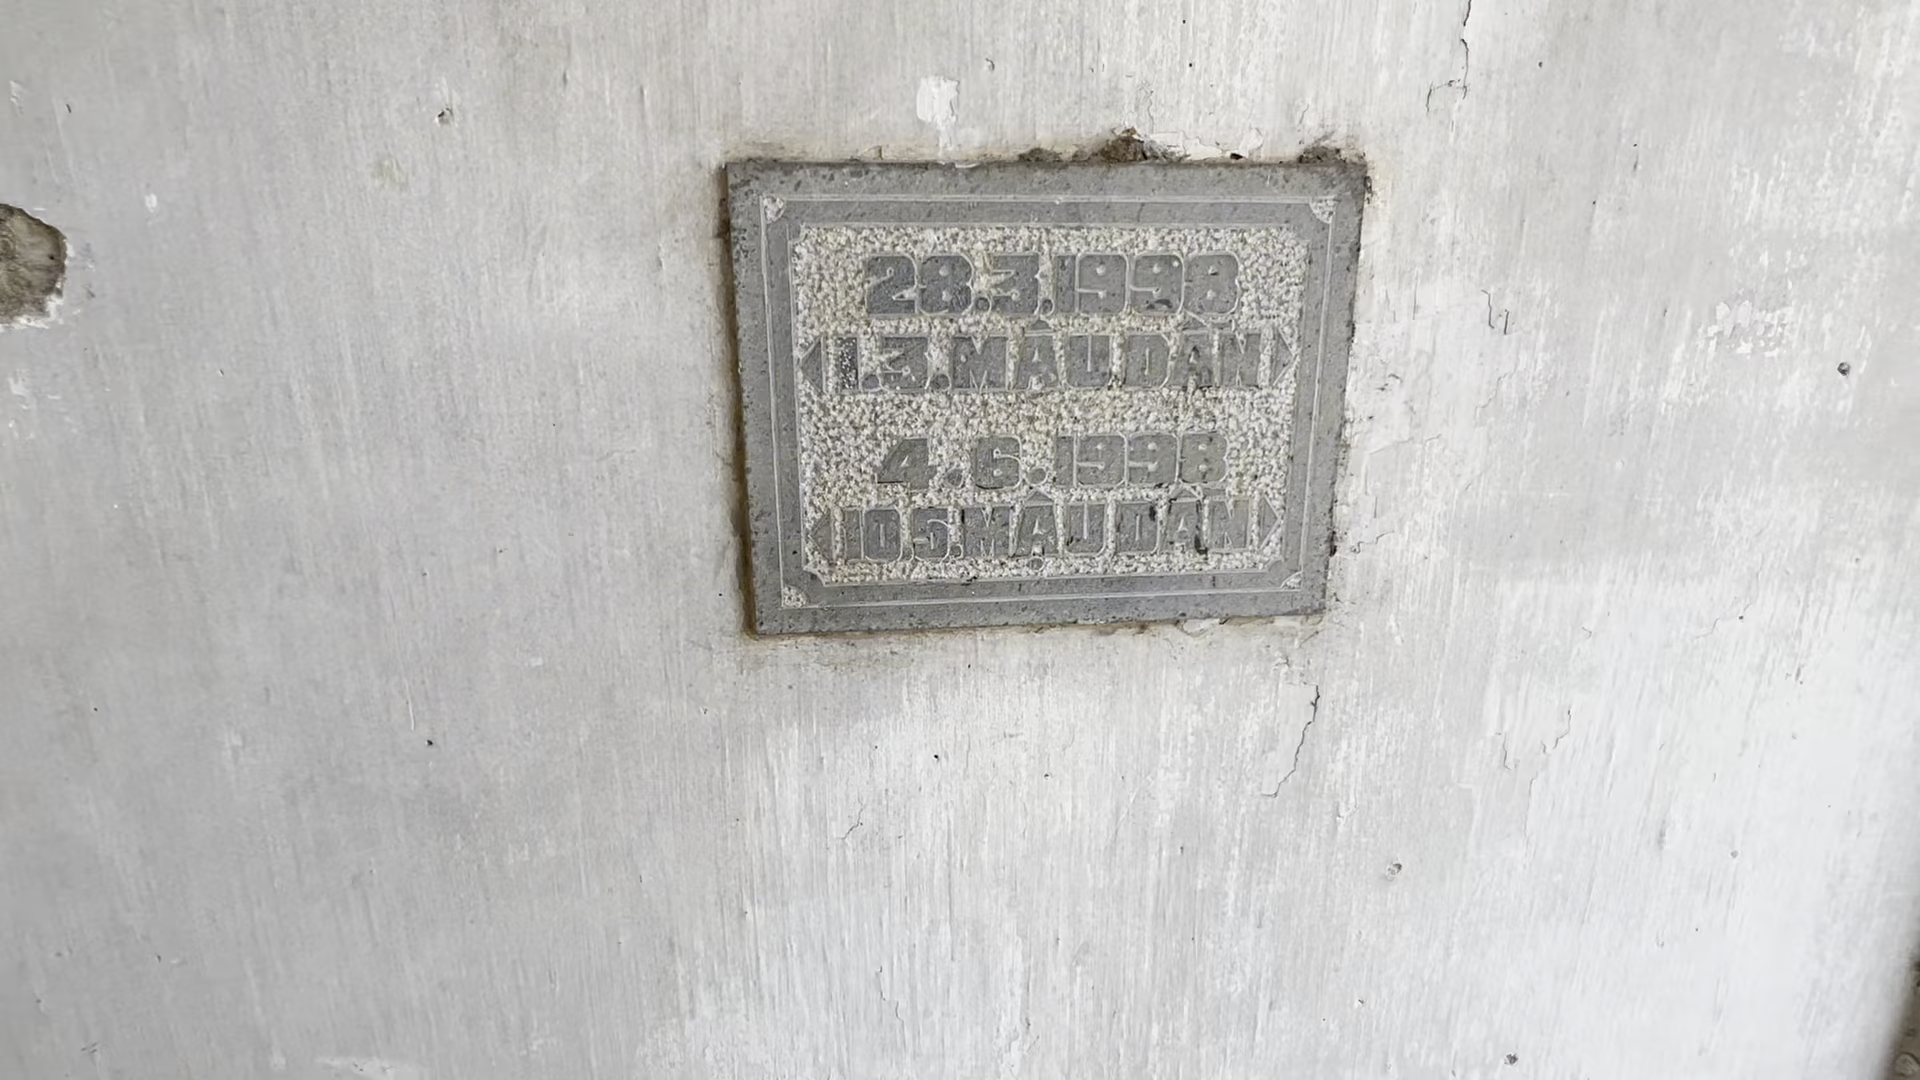 28.3.1998
<1.3.MẬU DẦN>
4.6.1998
<10.5.MẬU DẦN>